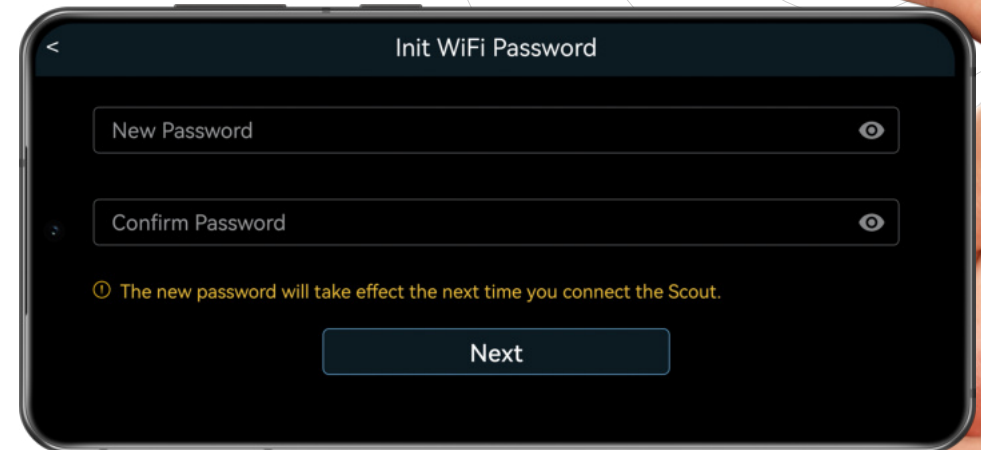 <
Init WiFi Password
New Password
Confirm Password
The new password will take effect the next time you connect the Scout.
Next